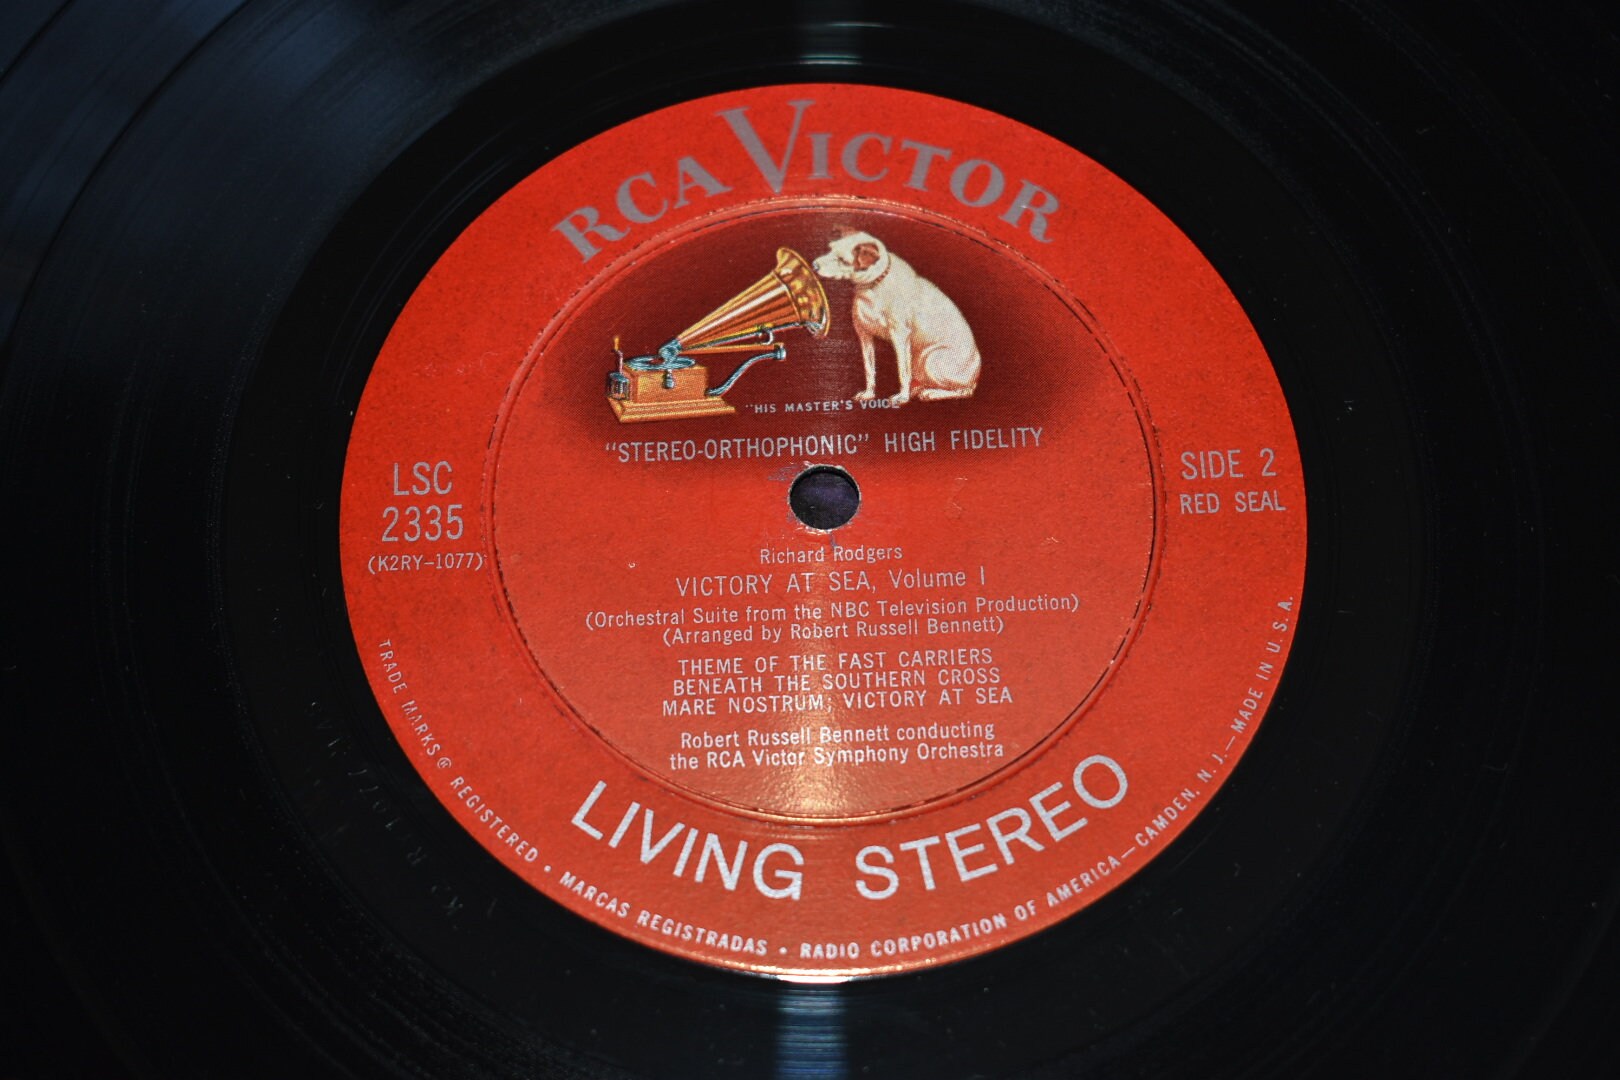 RCA VICTOR
"HIS MASTER'S VOICE"
"STEREO-ORTHOPHONIC" HIGH FIDELITY
LSC
2335
(K2RY-1077)
SIDE 2
RED SEAL
Richard Rodgers
VICTORY AT SEA, Volume I
(Orchestral Suite from the NBC Television Production)
(Arranged by Robert Russell Bennett)
THEME OF THE FAST CARRIERS
BENEATH THE SOUTHERN CROSS
MARE NOSTRUM; VICTORY AT SEA
Robert Russell Bennett conducting
the RCA Victor Symphony Orchestra
LIVING STEREO
TRADE MARKS ® REGISTERED • MARCAS REGISTRADAS • RADIO CORPORATION OF AMERICA—CAMDEN, N. J.—MADE IN U. S. A.